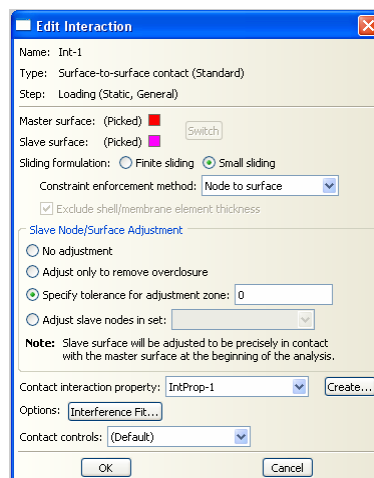 Edit Interaction
Name: Int-1
Type: Surface-to-surface contact (Standard)
Step: Loading (Static, General)
Master surface: (Picked)
Switch
Slave surface: (Picked)
Sliding formulation: Finite sliding Small sliding
Constraint enforcement method: Node to surface
Exclude shell/membrane element thickness
Slave Node/Surface Adjustment
No adjustment
Adjust only to remove overclosure
Specify tolerance for adjustment zone: 0
Adjust slave nodes in set:
Note: Slave surface will be adjusted to be precisely in contact
with the master surface at the beginning of the analysis.
Contact interaction property: IntProp-1 Create...
Options: Interference Fit...
Contact controls: (Default)
OK Cancel